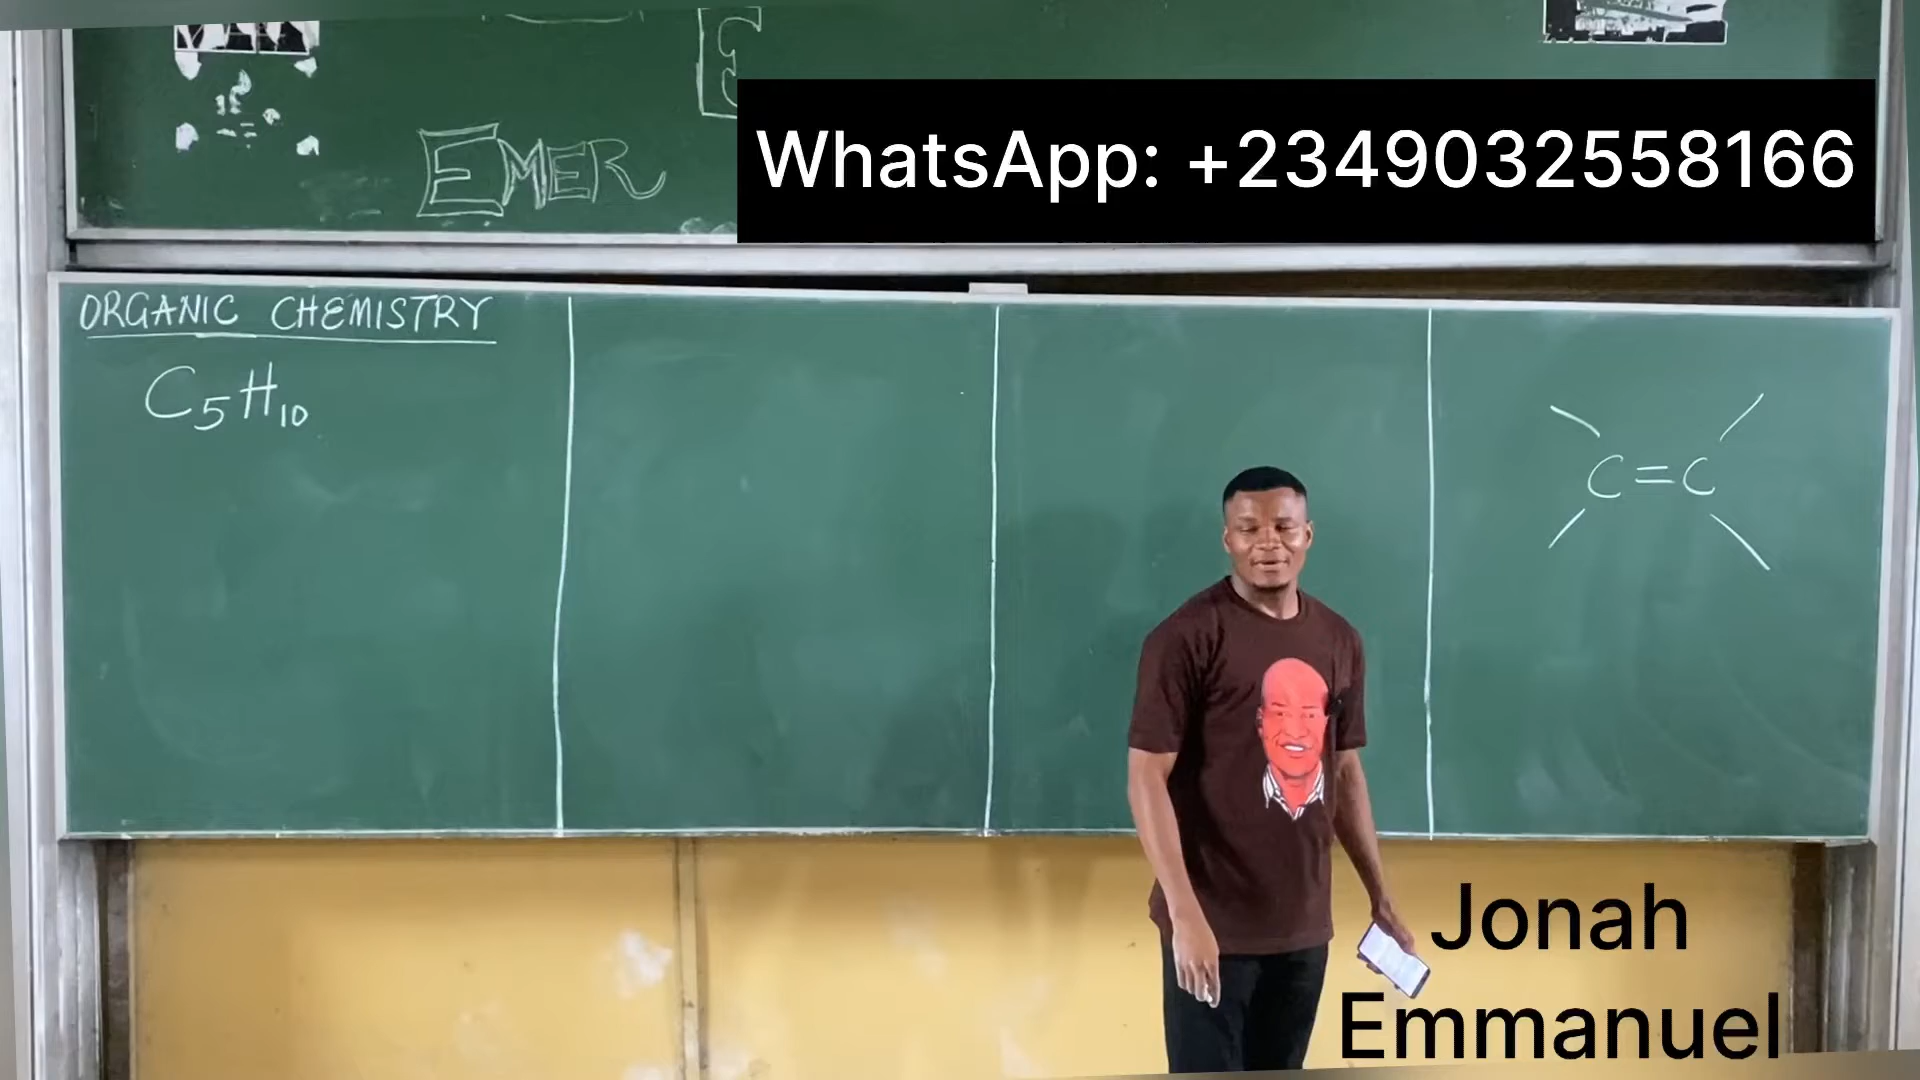 EMER
WhatsApp: +2349032558166
ORGANIC CHEMISTRY
C₅H₁₀
C=C
Jonah
Emmanuel